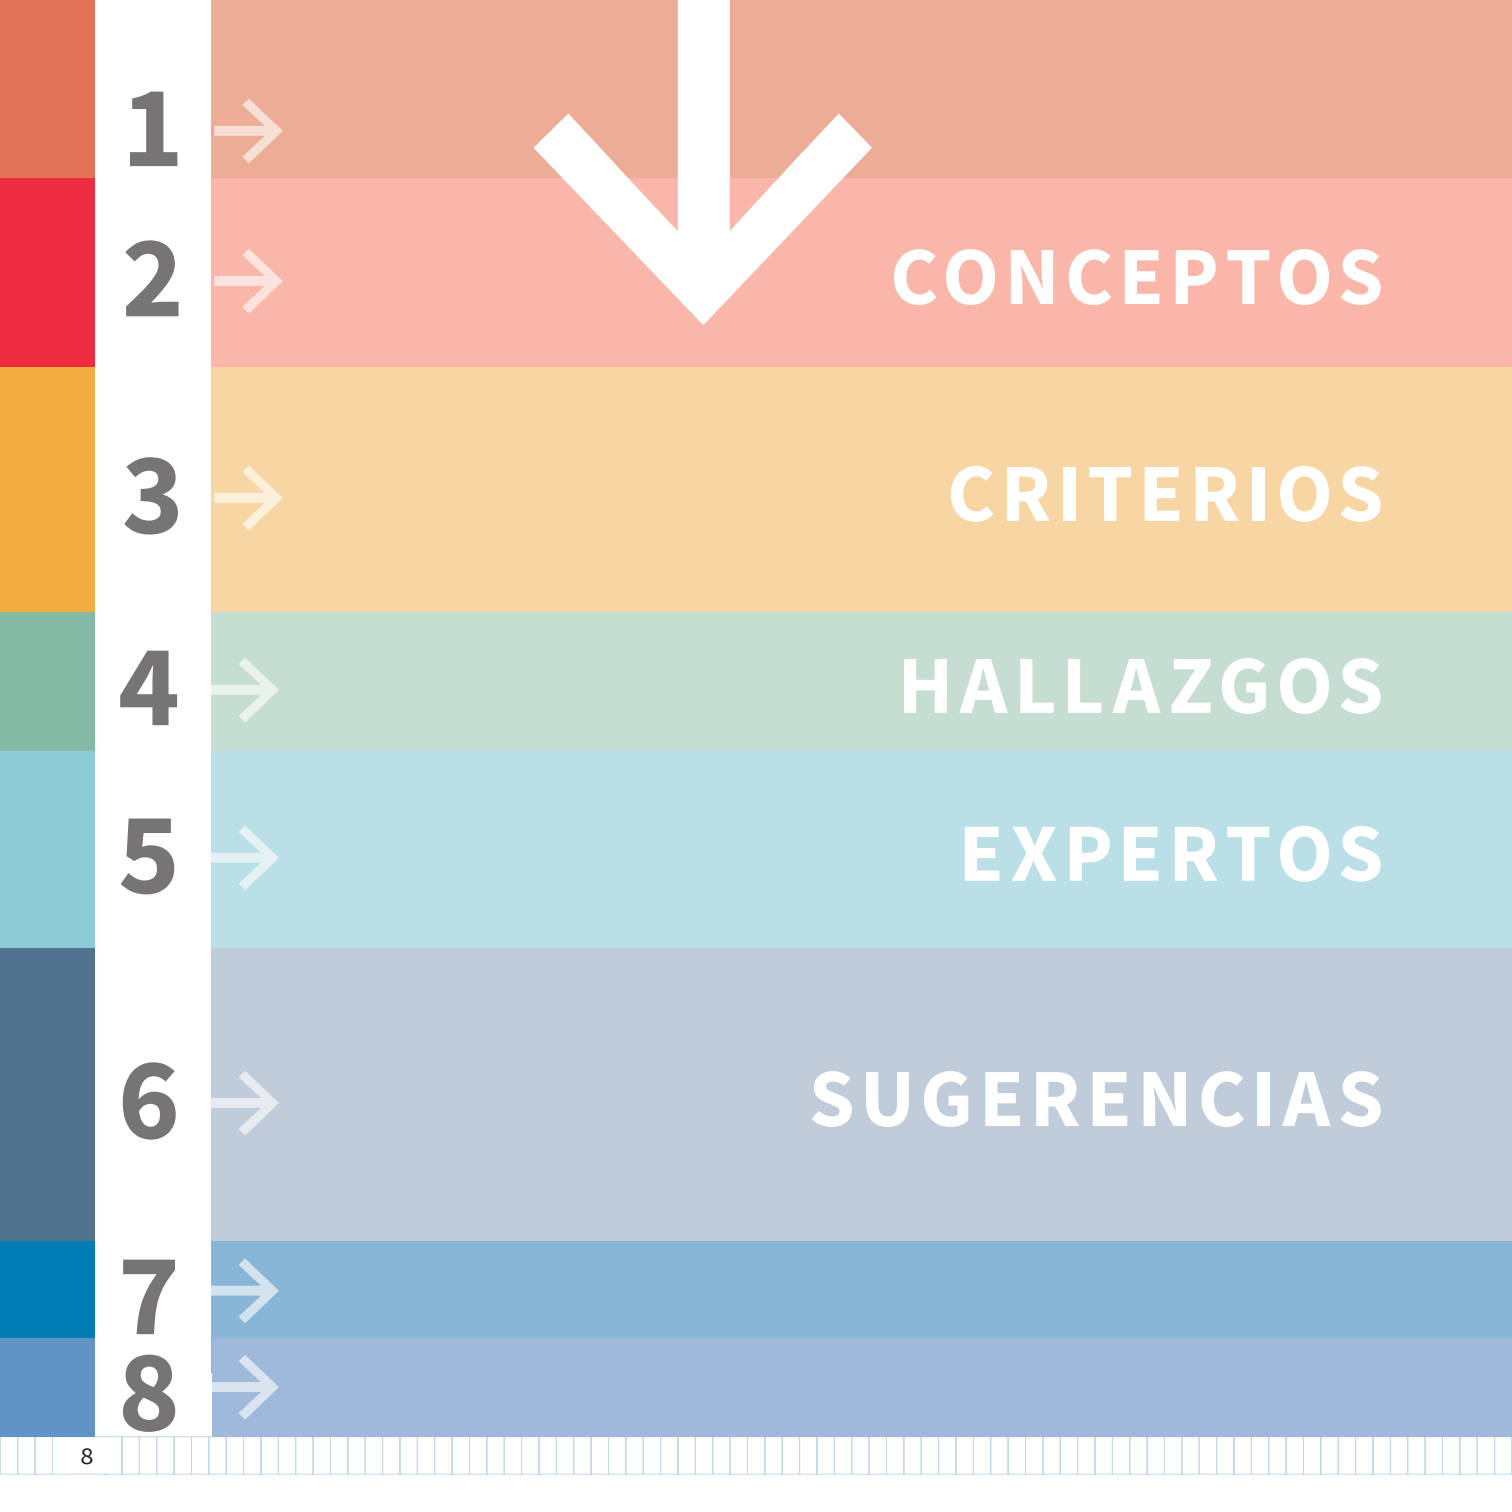 1
2 CONCEPTOS
3 CRITERIOS
4 HALLAZGOS
5 EXPERTOS
6 SUGERENCIAS
7
8
8